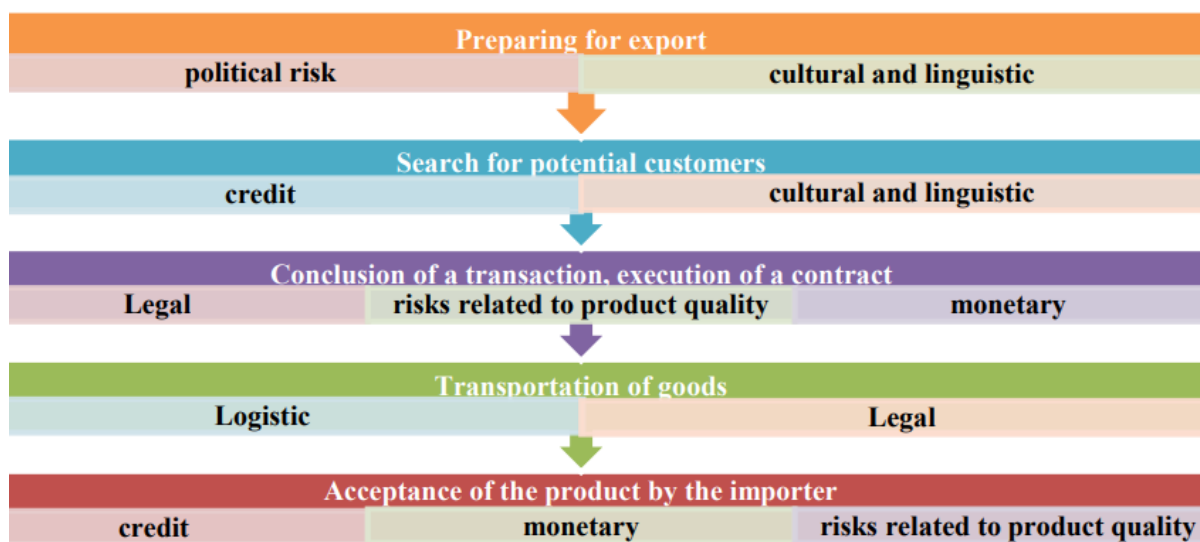 Preparing for export
political risk cultural and linguistic
Search for potential customers
credit cultural and linguistic
Conclusion of a transaction, execution of a contract
Legal risks related to product quality monetary
Transportation of goods
Logistic Legal
Acceptance of the product by the importer
credit monetary risks related to product quality